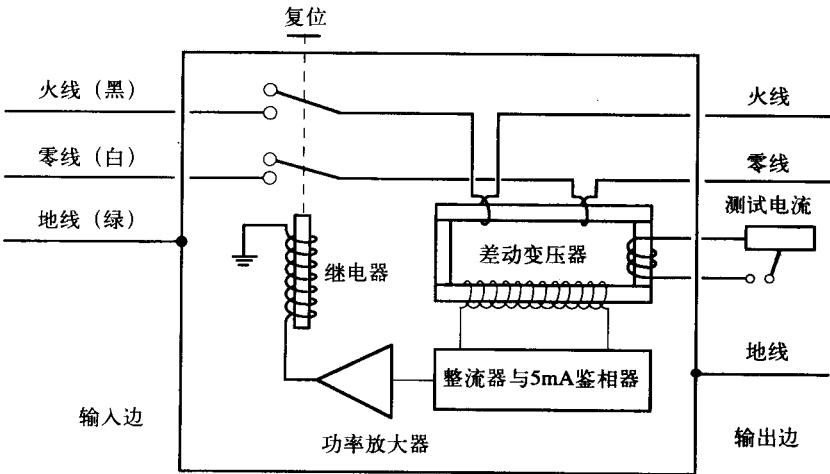 复位
火线（黑）
火线
零线（白）
零线
地线（绿）
测试电流
差动变压器
继电器
整流器与5mA鉴相器
地线
输入边
功率放大器
输出边